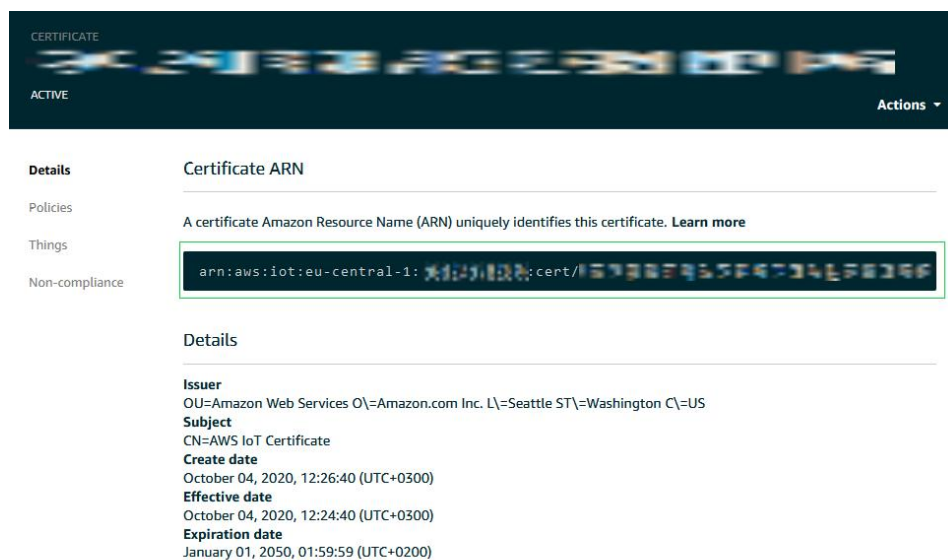 CERTIFICATE
ACTIVE
Actions
Details
Policies
Things
Non-compliance
Certificate ARN
A certificate Amazon Resource Name (ARN) uniquely identifies this certificate. Learn more
arn:aws:iot:eu-central-1: :cert/
Details
Issuer
OU=Amazon Web Services O\=Amazon.com Inc. L\=Seattle ST\=Washington C\=US
Subject
CN=AWS IoT Certificate
Create date
October 04, 2020, 12:26:40 (UTC+0300)
Effective date
October 04, 2020, 12:24:40 (UTC+0300)
Expiration date
January 01, 2050, 01:59:59 (UTC+0200)